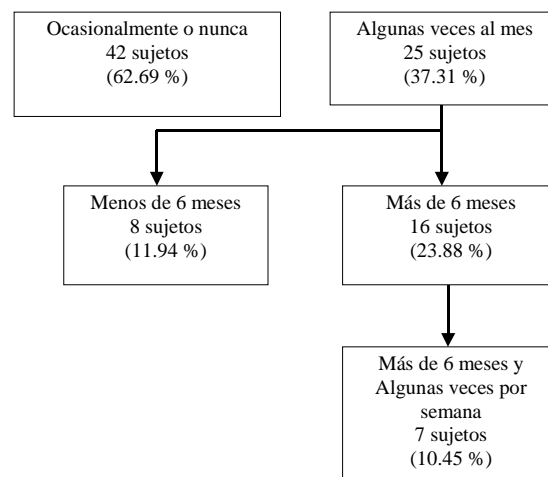 Ocasionalmente o nunca
42 sujetos
(62.69 %)
Algunas veces al mes
25 sujetos
(37.31 %)
Menos de 6 meses
8 sujetos
(11.94 %)
Más de 6 meses
16 sujetos
(23.88 %)
Más de 6 meses y
Algunas veces por
semana
7 sujetos
(10.45 %)